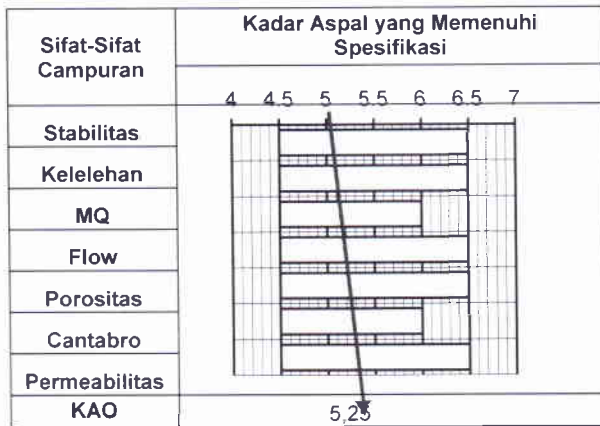 Sifat-Sifat
Campuran
Kadar Aspal yang Memenuhi
Spesifikasi
4 4.5 5 5.5 6 6.5 7
Stabilitas
Kelelehan
MQ
Flow
Porositas
Cantabro
Permeabilitas
KAO
5,25